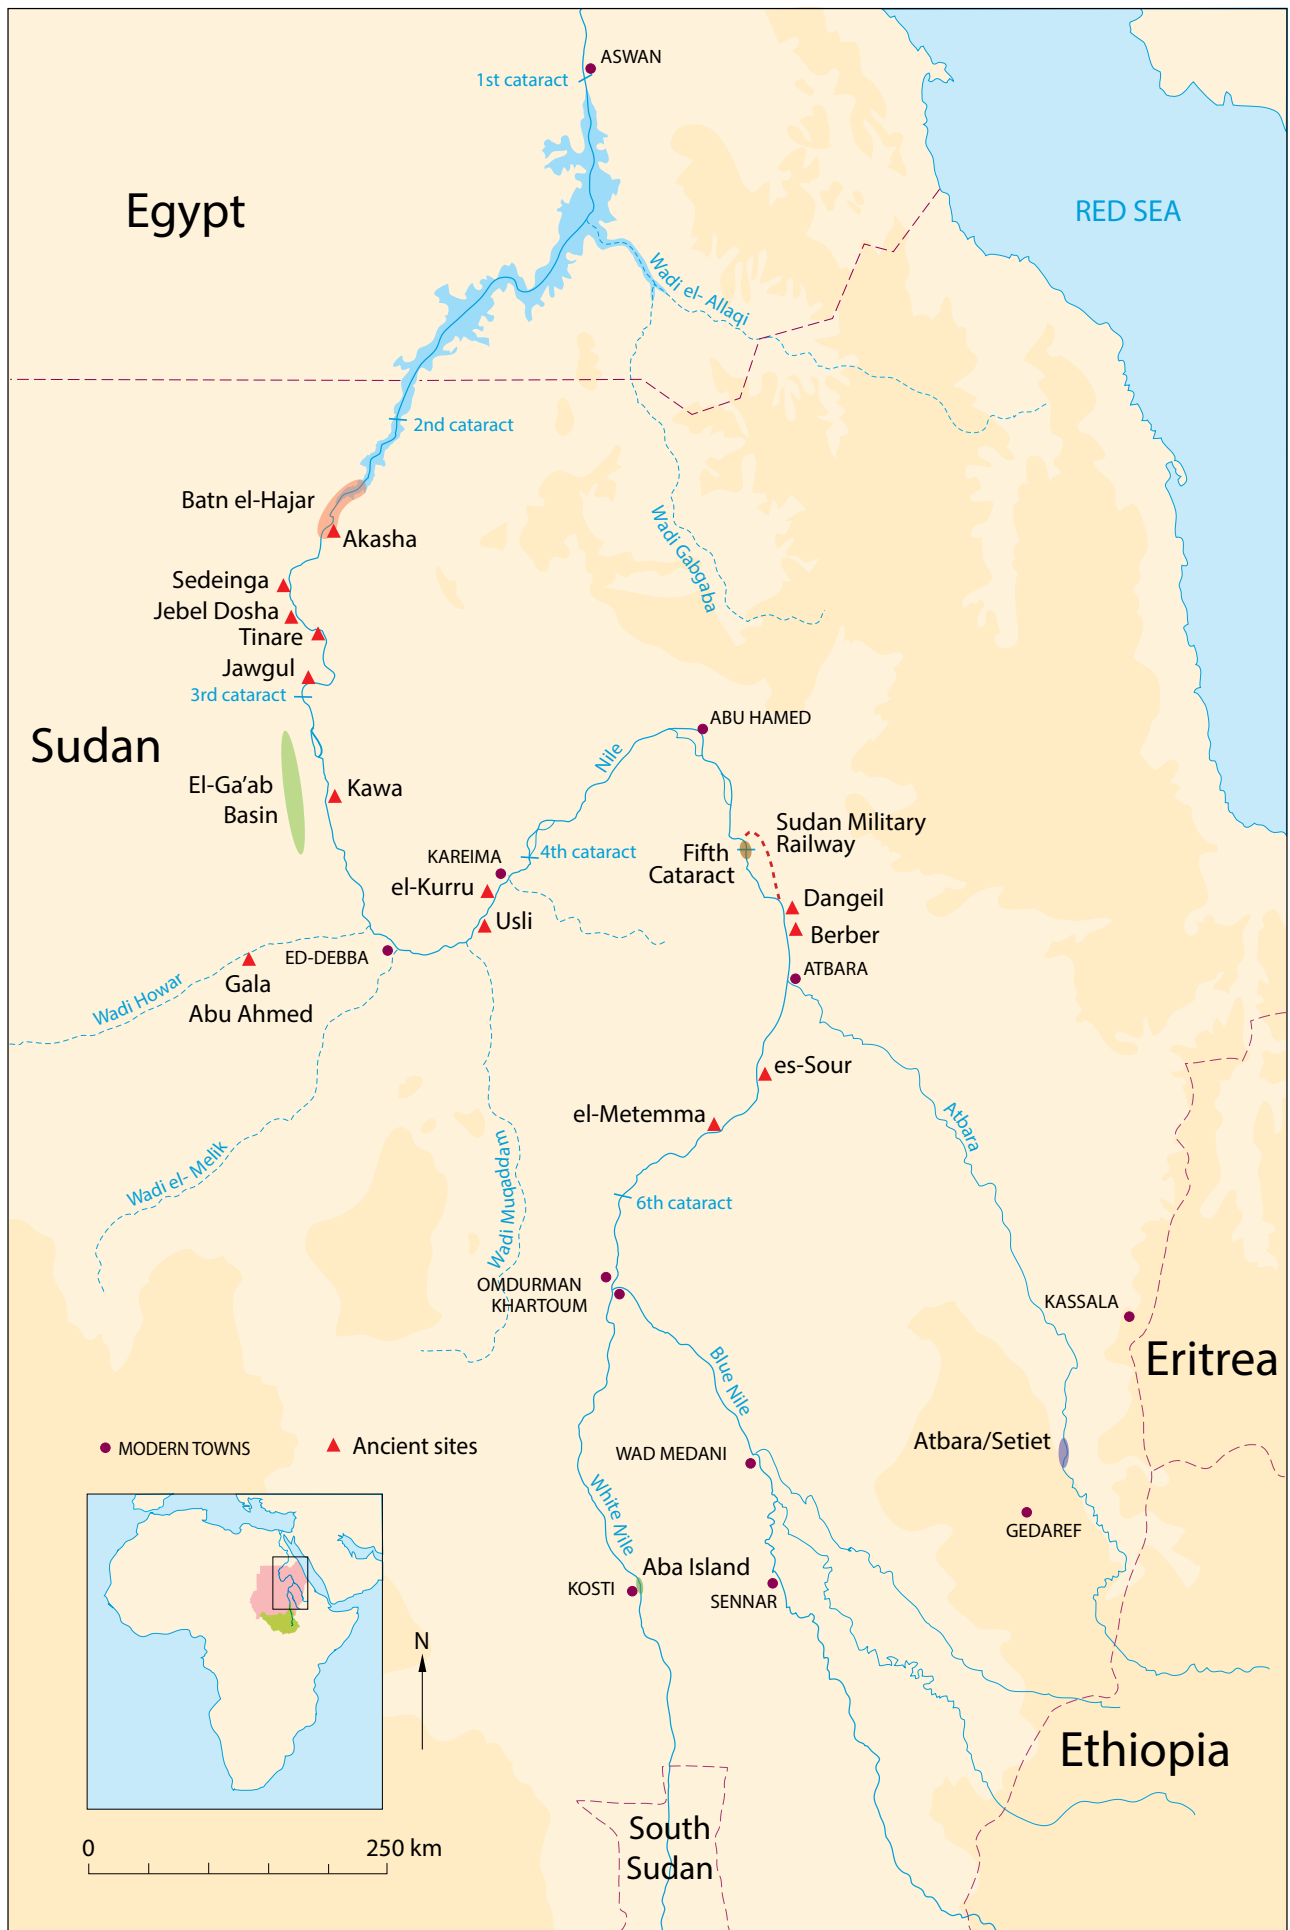 ASWAN
1st cataract
Egypt
RED SEA
Wadi el- Allaqi
2nd cataract
Batn el-Hajar
Akasha
Wadi Gabgaba
Sedeinga
Jebel Dosha
Tinare
Jawgul
3rd cataract
ABU HAMED
Sudan
Nile
El-Ga’ab
Basin
Kawa
Sudan Military
Railway
Fifth
Cataract
4th cataract
KAREIMA
el-Kurru
Dangeil
Usli
Berber
ED-DEBBA
ATBARA
Gala
Abu Ahmed
Wadi Howar
es-Sour
el-Metemma
Atbara
Wadi el- Melik
Wadi Muqaddam
6th cataract
OMDURMAN
KHARTOUM
KASSALA
Eritrea
Blue Nile
MODERN TOWNS
Ancient sites
Atbara/Setiet
WAD MEDANI
White Nile
GEDAREF
Aba Island
KOSTI
SENNAR
N
Ethiopia
South
Sudan
0
250 km